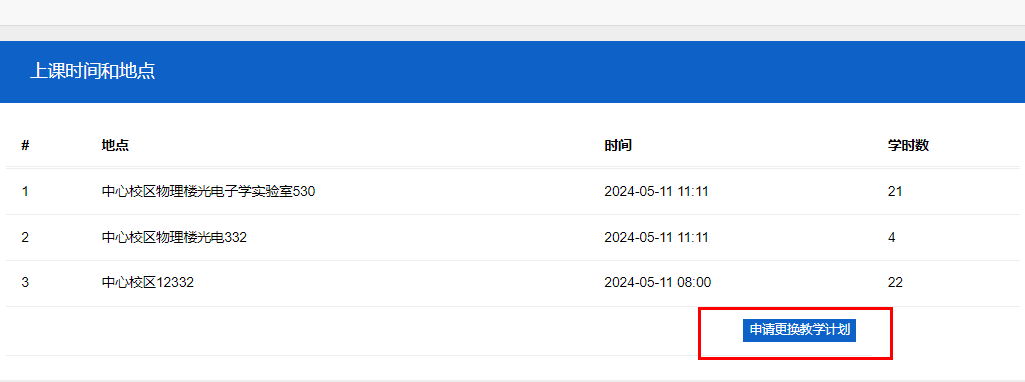 上课时间和地点
# 地点 时间 学时数
1 中心校区物理楼光电子学实验室530 2024-05-11 11:11 21
2 中心校区物理楼光电332 2024-05-11 11:11 4
3 中心校区12332 2024-05-11 08:00 22
申请更换教学计划